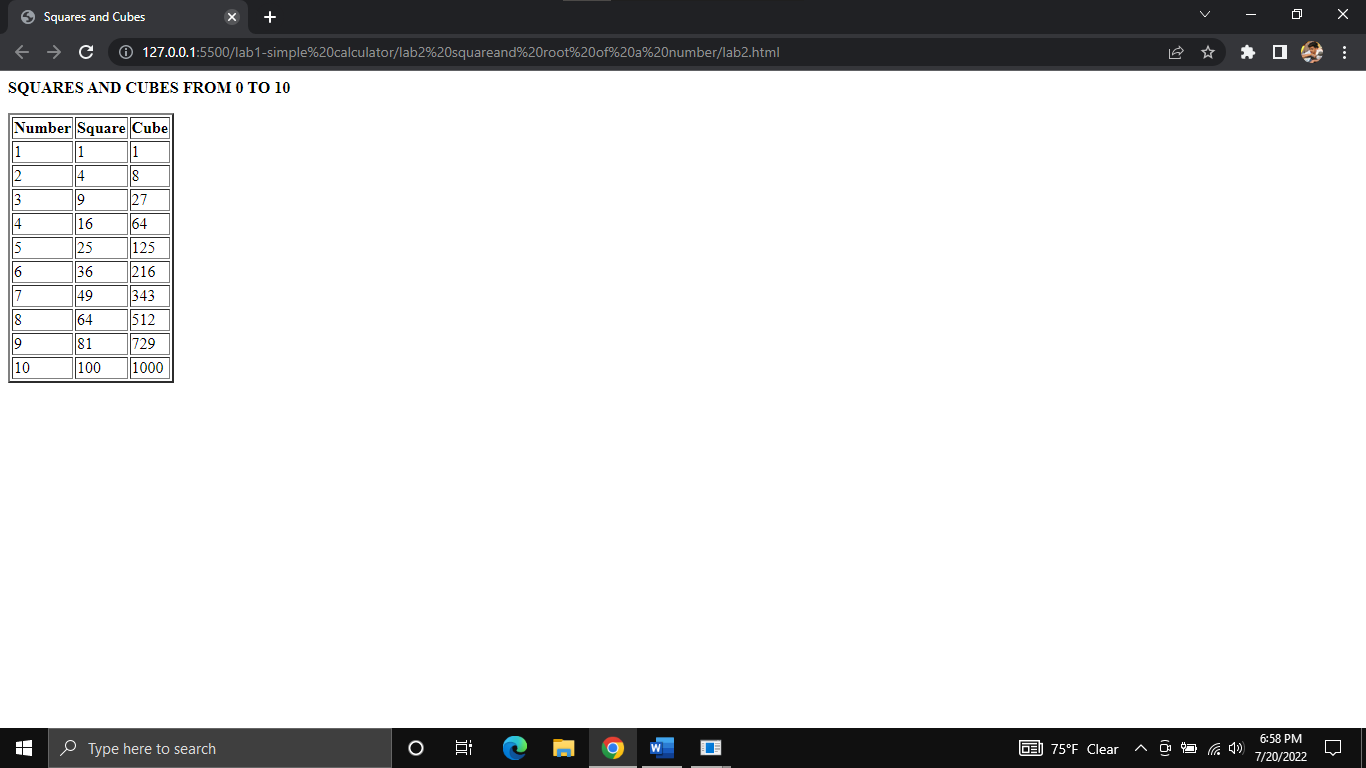 Squares and Cubes
127.0.0.1:5500/lab1-simple%20calculator/lab2%20squareand%20root%20of%20a%20number/lab2.html
SQUARES AND CUBES FROM 0 TO 10
Number Square Cube
1 1 1
2 4 8
3 9 27
4 16 64
5 25 125
6 36 216
7 49 343
8 64 512
9 81 729
10 100 1000
Type here to search
75°F Clear
6:58 PM
7/20/2022